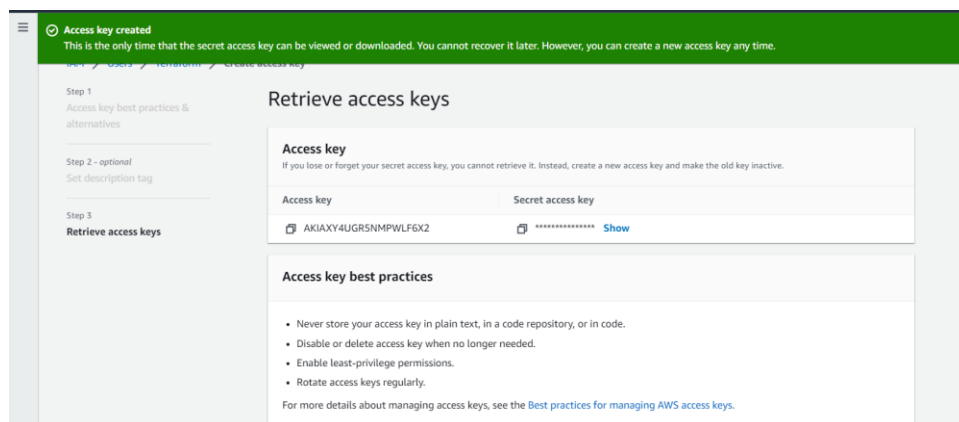 Access key created
This is the only time that the secret access key can be viewed or downloaded. You cannot recover it later. However, you can create a new access key any time.
IAM > Users > Terraform > Create access key
Step 1
Access key best practices &
alternatives
Step 2 - optional
Set description tag
Step 3
Retrieve access keys
Retrieve access keys
Access key
If you lose or forget your secret access key, you cannot retrieve it. Instead, create a new access key and make the old key inactive.
Access key Secret access key
AKIAXY4UGR5NMPWLF6X2 *************** Show
Access key best practices
• Never store your access key in plain text, in a code repository, or in code.
• Disable or delete access key when no longer needed.
• Enable least-privilege permissions.
• Rotate access keys regularly.
For more details about managing access keys, see the Best practices for managing AWS access keys.